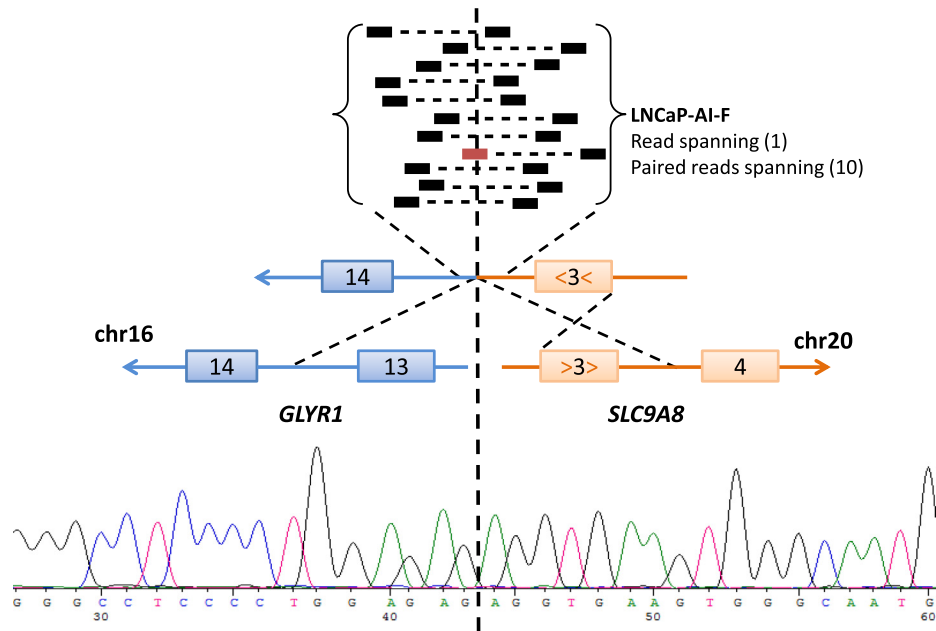 LNCaP-AI-F
Read spanning (1)
Paired reads spanning (10)
14
<3<
chr16
chr20
14
13
>3>
4
GLYR1
SLC9A8
G G G C C T C C C C T G G A G A G A G G T G A A G T G G G C A A T G
30
40
50
60